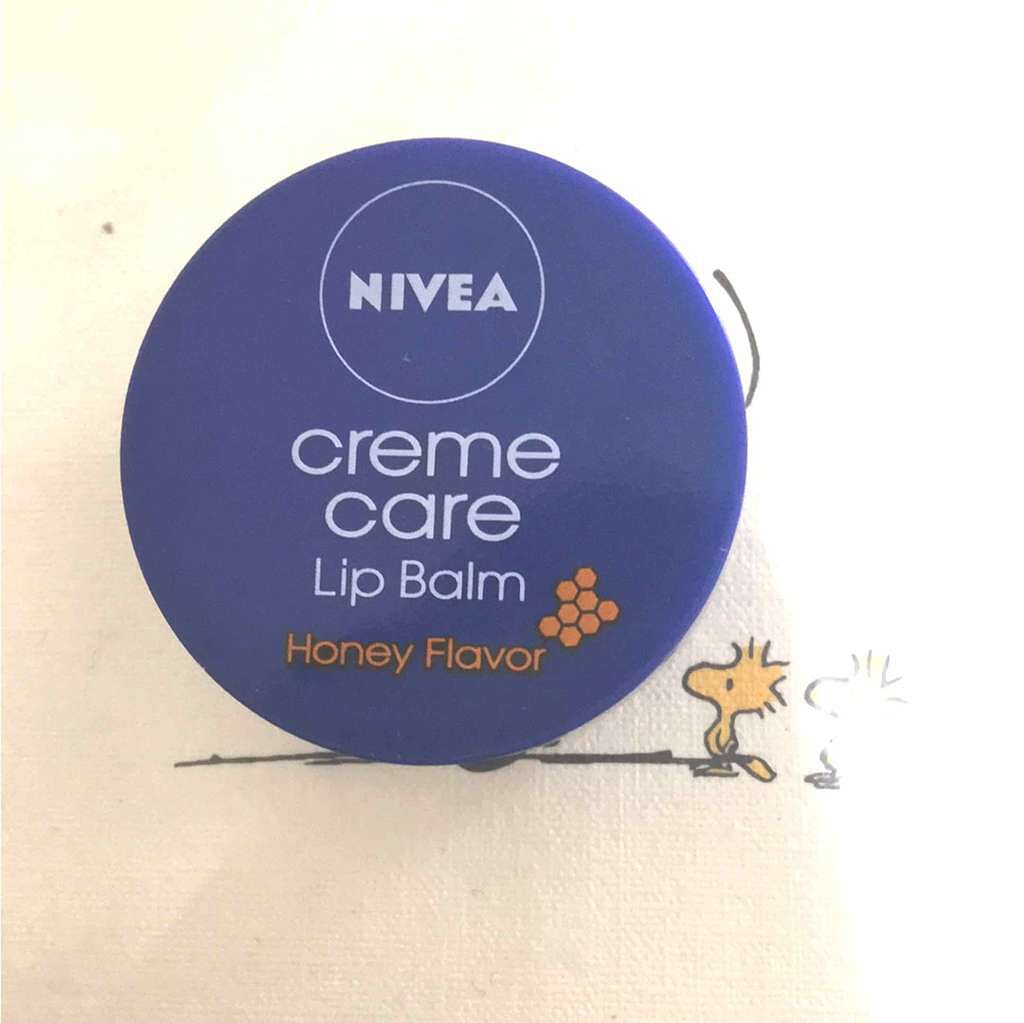 NIVEA
creme
care
Lip Balm
Honey Flavor